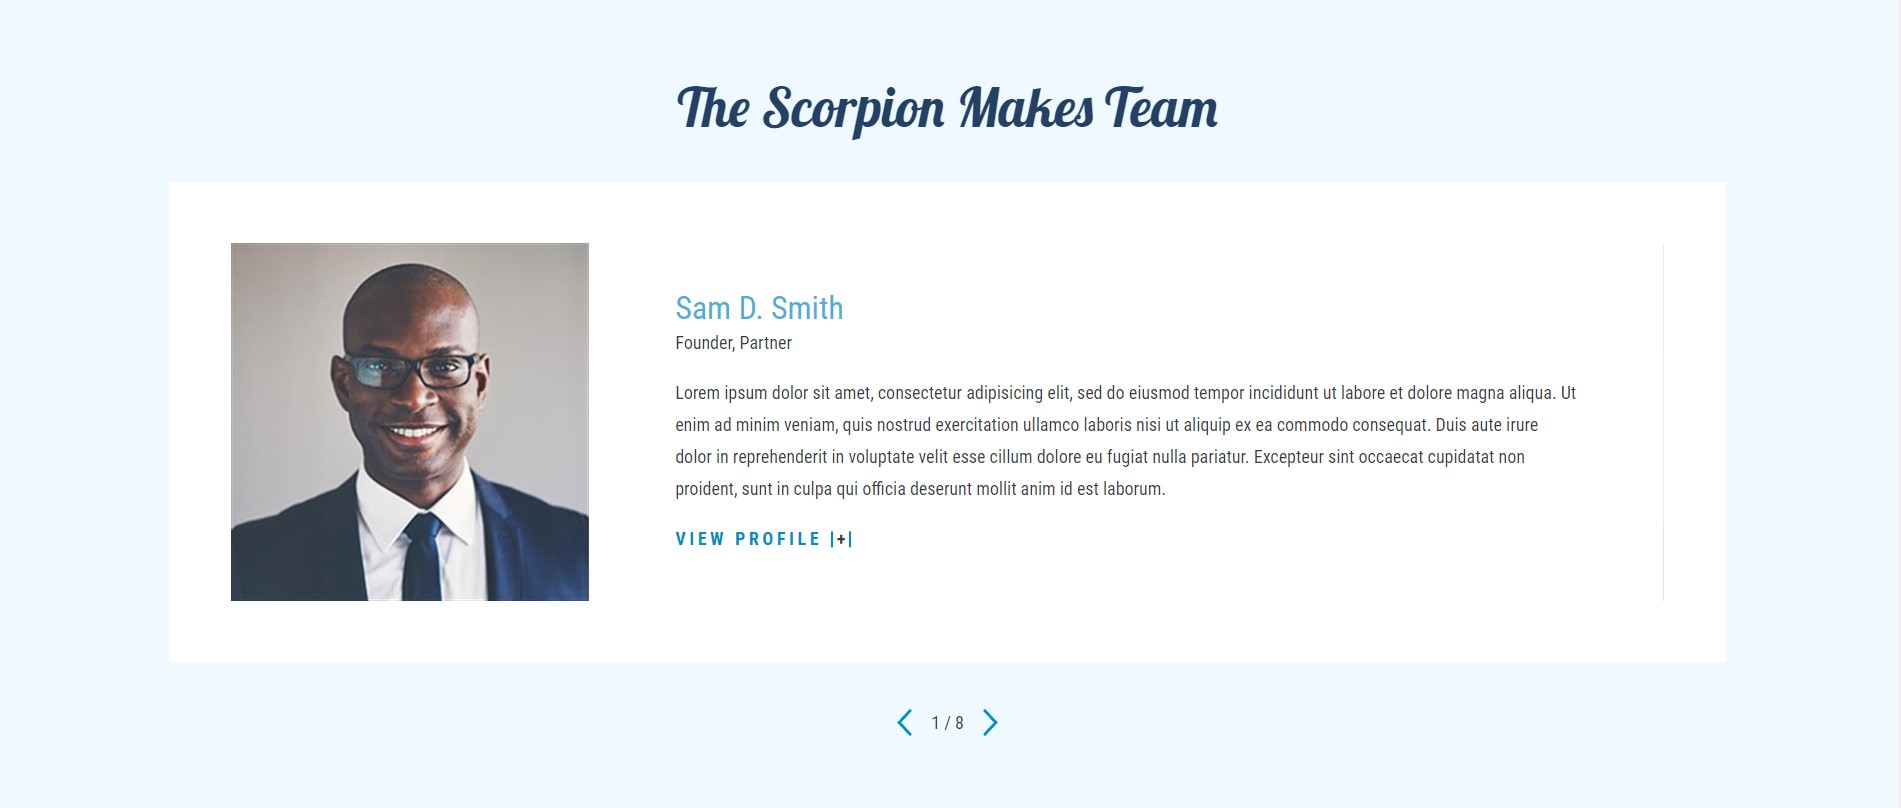 The Scorpion Makes Team
Sam D. Smith
Founder, Partner
Lorem ipsum dolor sit amet, consectetur adipisicing elit, sed do eiusmod tempor incididunt ut labore et dolore magna aliqua. Ut
enim ad minim veniam, quis nostrud exercitation ullamco laboris nisi ut aliquip ex ea commodo consequat. Duis aute irure
dolor in reprehenderit in voluptate velit esse cillum dolore eu fugiat nulla pariatur. Excepteur sint occaecat cupidatat non
proident, sunt in culpa qui officia deserunt mollit anim id est laborum.
VIEW PROFILE |+|
1 / 8